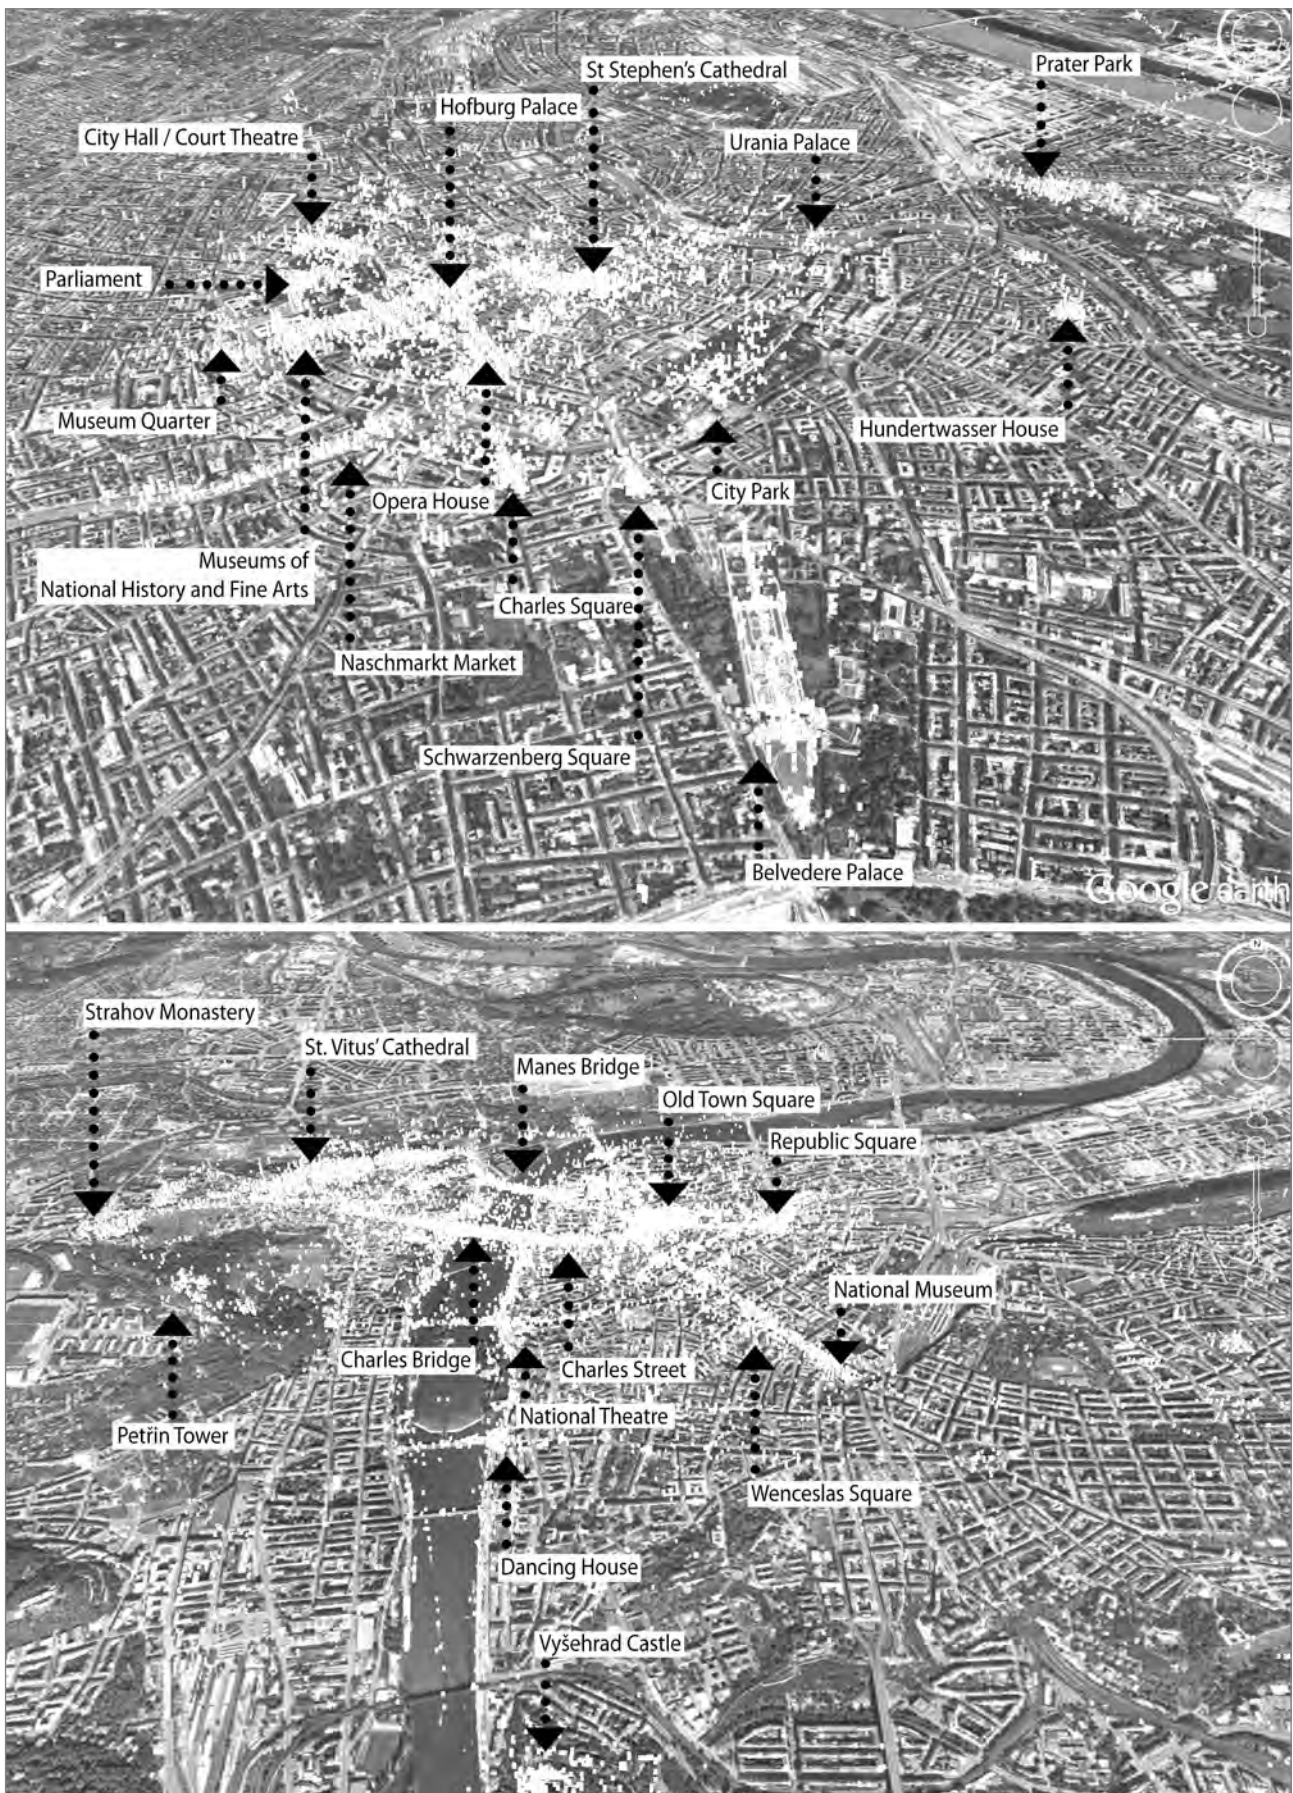 St Stephen's Cathedral
Prater Park
Hofburg Palace
City Hall / Court Theatre
Urania Palace
Parliament
Museum Quarter
Hundertwasser House
Opera House
City Park
Museums of
National History and Fine Arts
Charles Square
Naschmarkt Market
Schwarzenberg Square
Belvedere Palace
Google earth
N
Strahov Monastery
St. Vitus' Cathedral
Manes Bridge
Old Town Square
Republic Square
National Museum
Charles Bridge
Charles Street
National Theatre
Petřin Tower
Wenceslas Square
Dancing House
Vyšehrad Castle